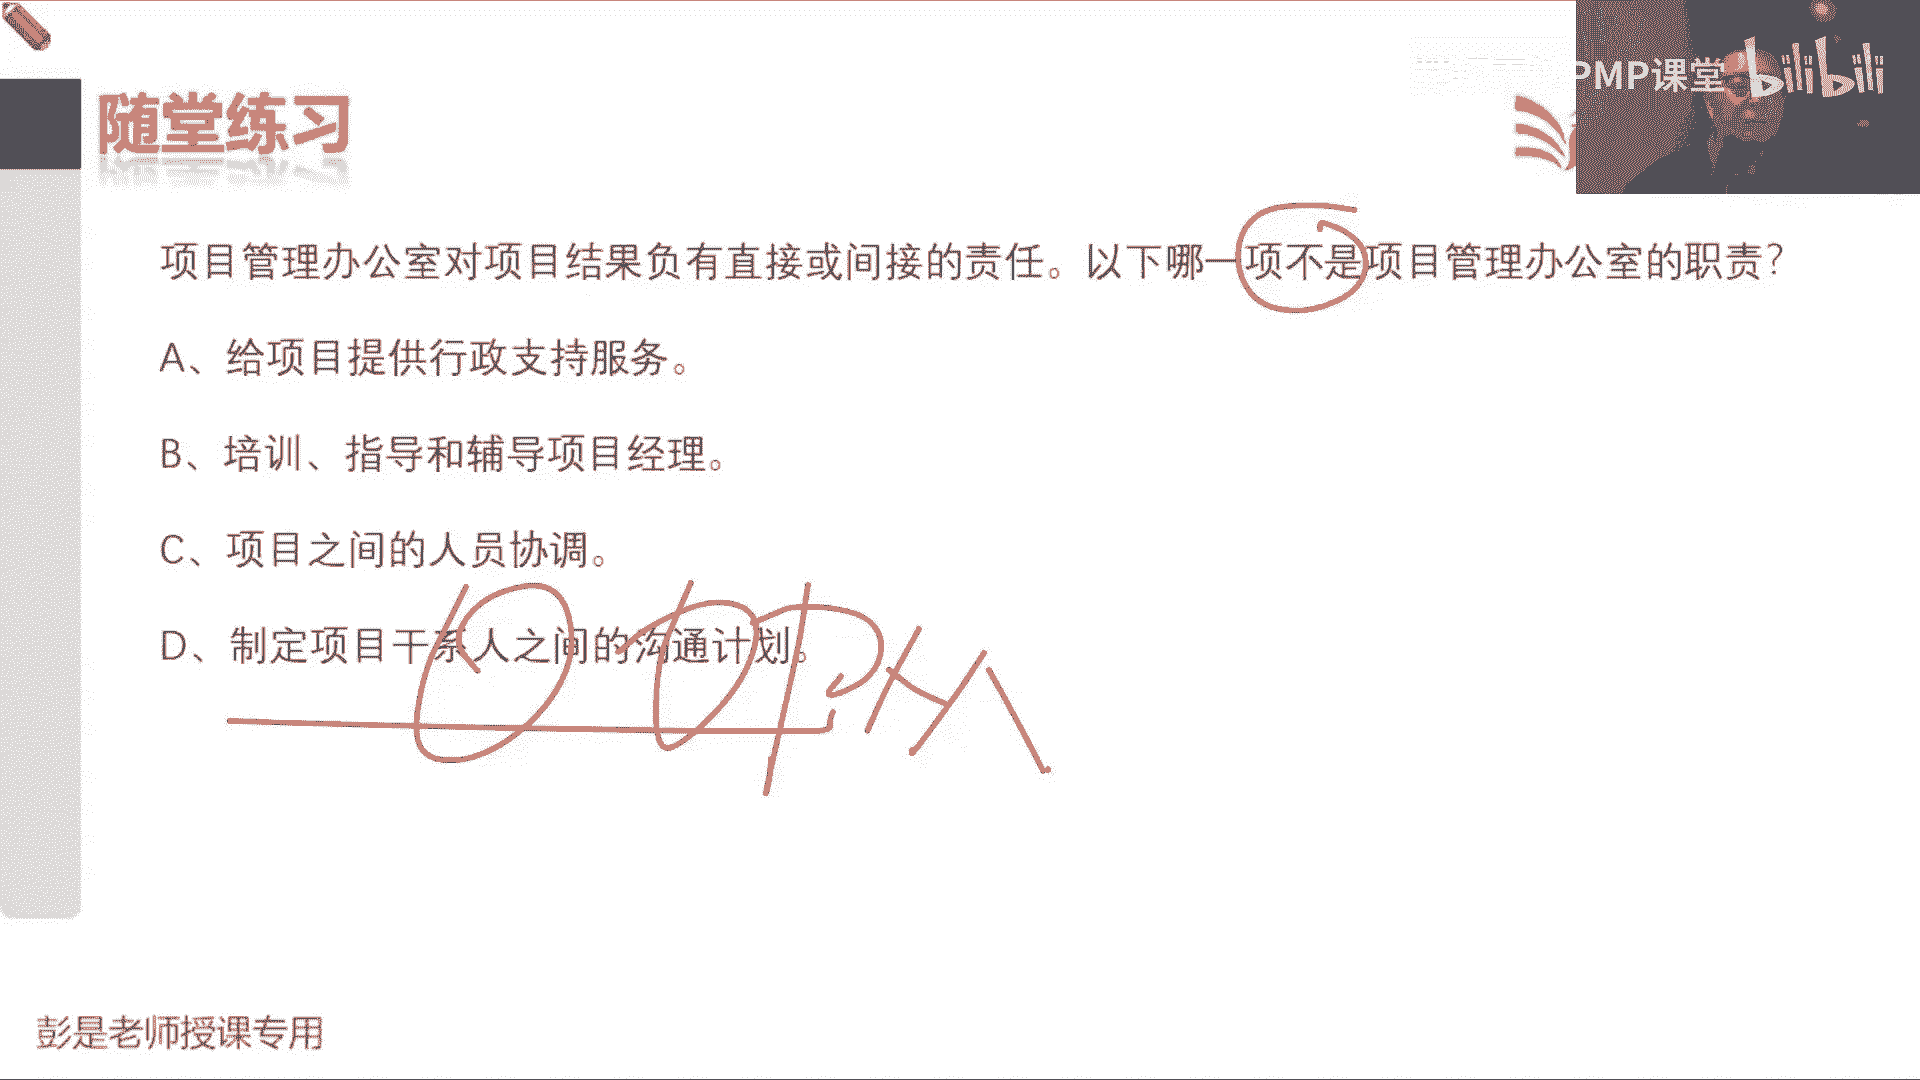 PMP课堂 bilibili
随堂练习
项目管理办公室对项目结果负有直接或间接的责任。以下哪一项不是项目管理办公室的职责?
A、给项目提供行政支持服务。
B、培训、指导和辅导项目经理。
C、项目之间的人员协调。
D、制定项目干系人之间的沟通计划。
彭是老师授课专用